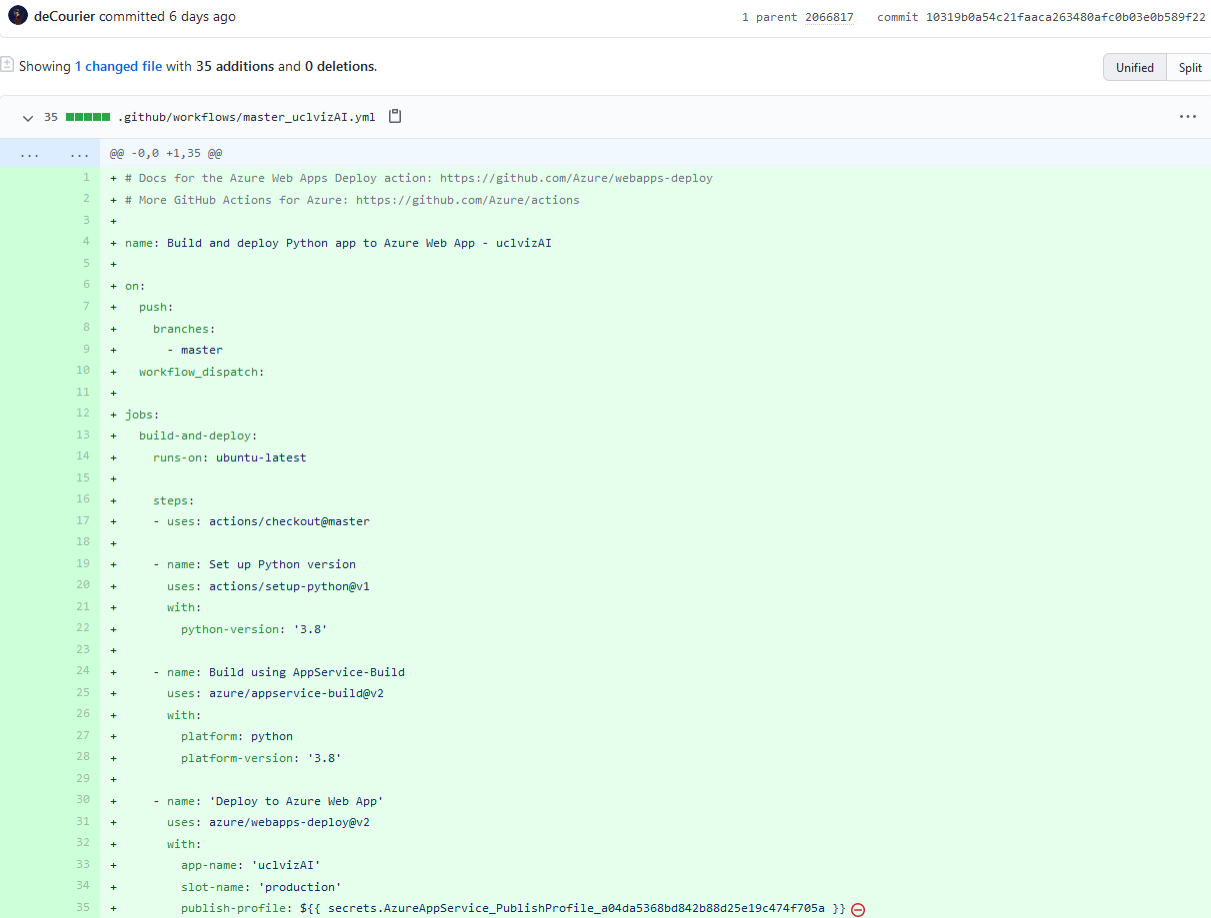 deCourier committed 6 days ago
1 parent 2066817 commit 10319b0a54c21faaca263480afc0b03e0b589f22
Showing 1 changed file with 35 additions and 0 deletions.
Unified Split
35 .github/workflows/master_uclvizAI.yml ...
... ... @@ -0,0 +1,35 @@
1 + # Docs for the Azure Web Apps Deploy action: https://github.com/Azure/webapps-deploy
2 + # More GitHub Actions for Azure: https://github.com/Azure/actions
3 +
4 + name: Build and deploy Python app to Azure Web App - uclvizAI
5 +
6 + on:
7 +   push:
8 +     branches:
9 +       - master
10 +   workflow_dispatch:
11 +
12 + jobs:
13 +   build-and-deploy:
14 +     runs-on: ubuntu-latest
15 +
16 +     steps:
17 +     - uses: actions/checkout@master
18 +
19 +     - name: Set up Python version
20 +       uses: actions/setup-python@v1
21 +       with:
22 +         python-version: '3.8'
23 +
24 +     - name: Build using AppService-Build
25 +       uses: azure/appservice-build@v2
26 +       with:
27 +         platform: python
28 +         platform-version: '3.8'
29 +
30 +     - name: 'Deploy to Azure Web App'
31 +       uses: azure/webapps-deploy@v2
32 +       with:
33 +         app-name: 'uclvizAI'
34 +         slot-name: 'production'
35 +         publish-profile: ${{ secrets.AzureAppService_PublishProfile_a04da5368bd842b88d25e19c474f705a }}